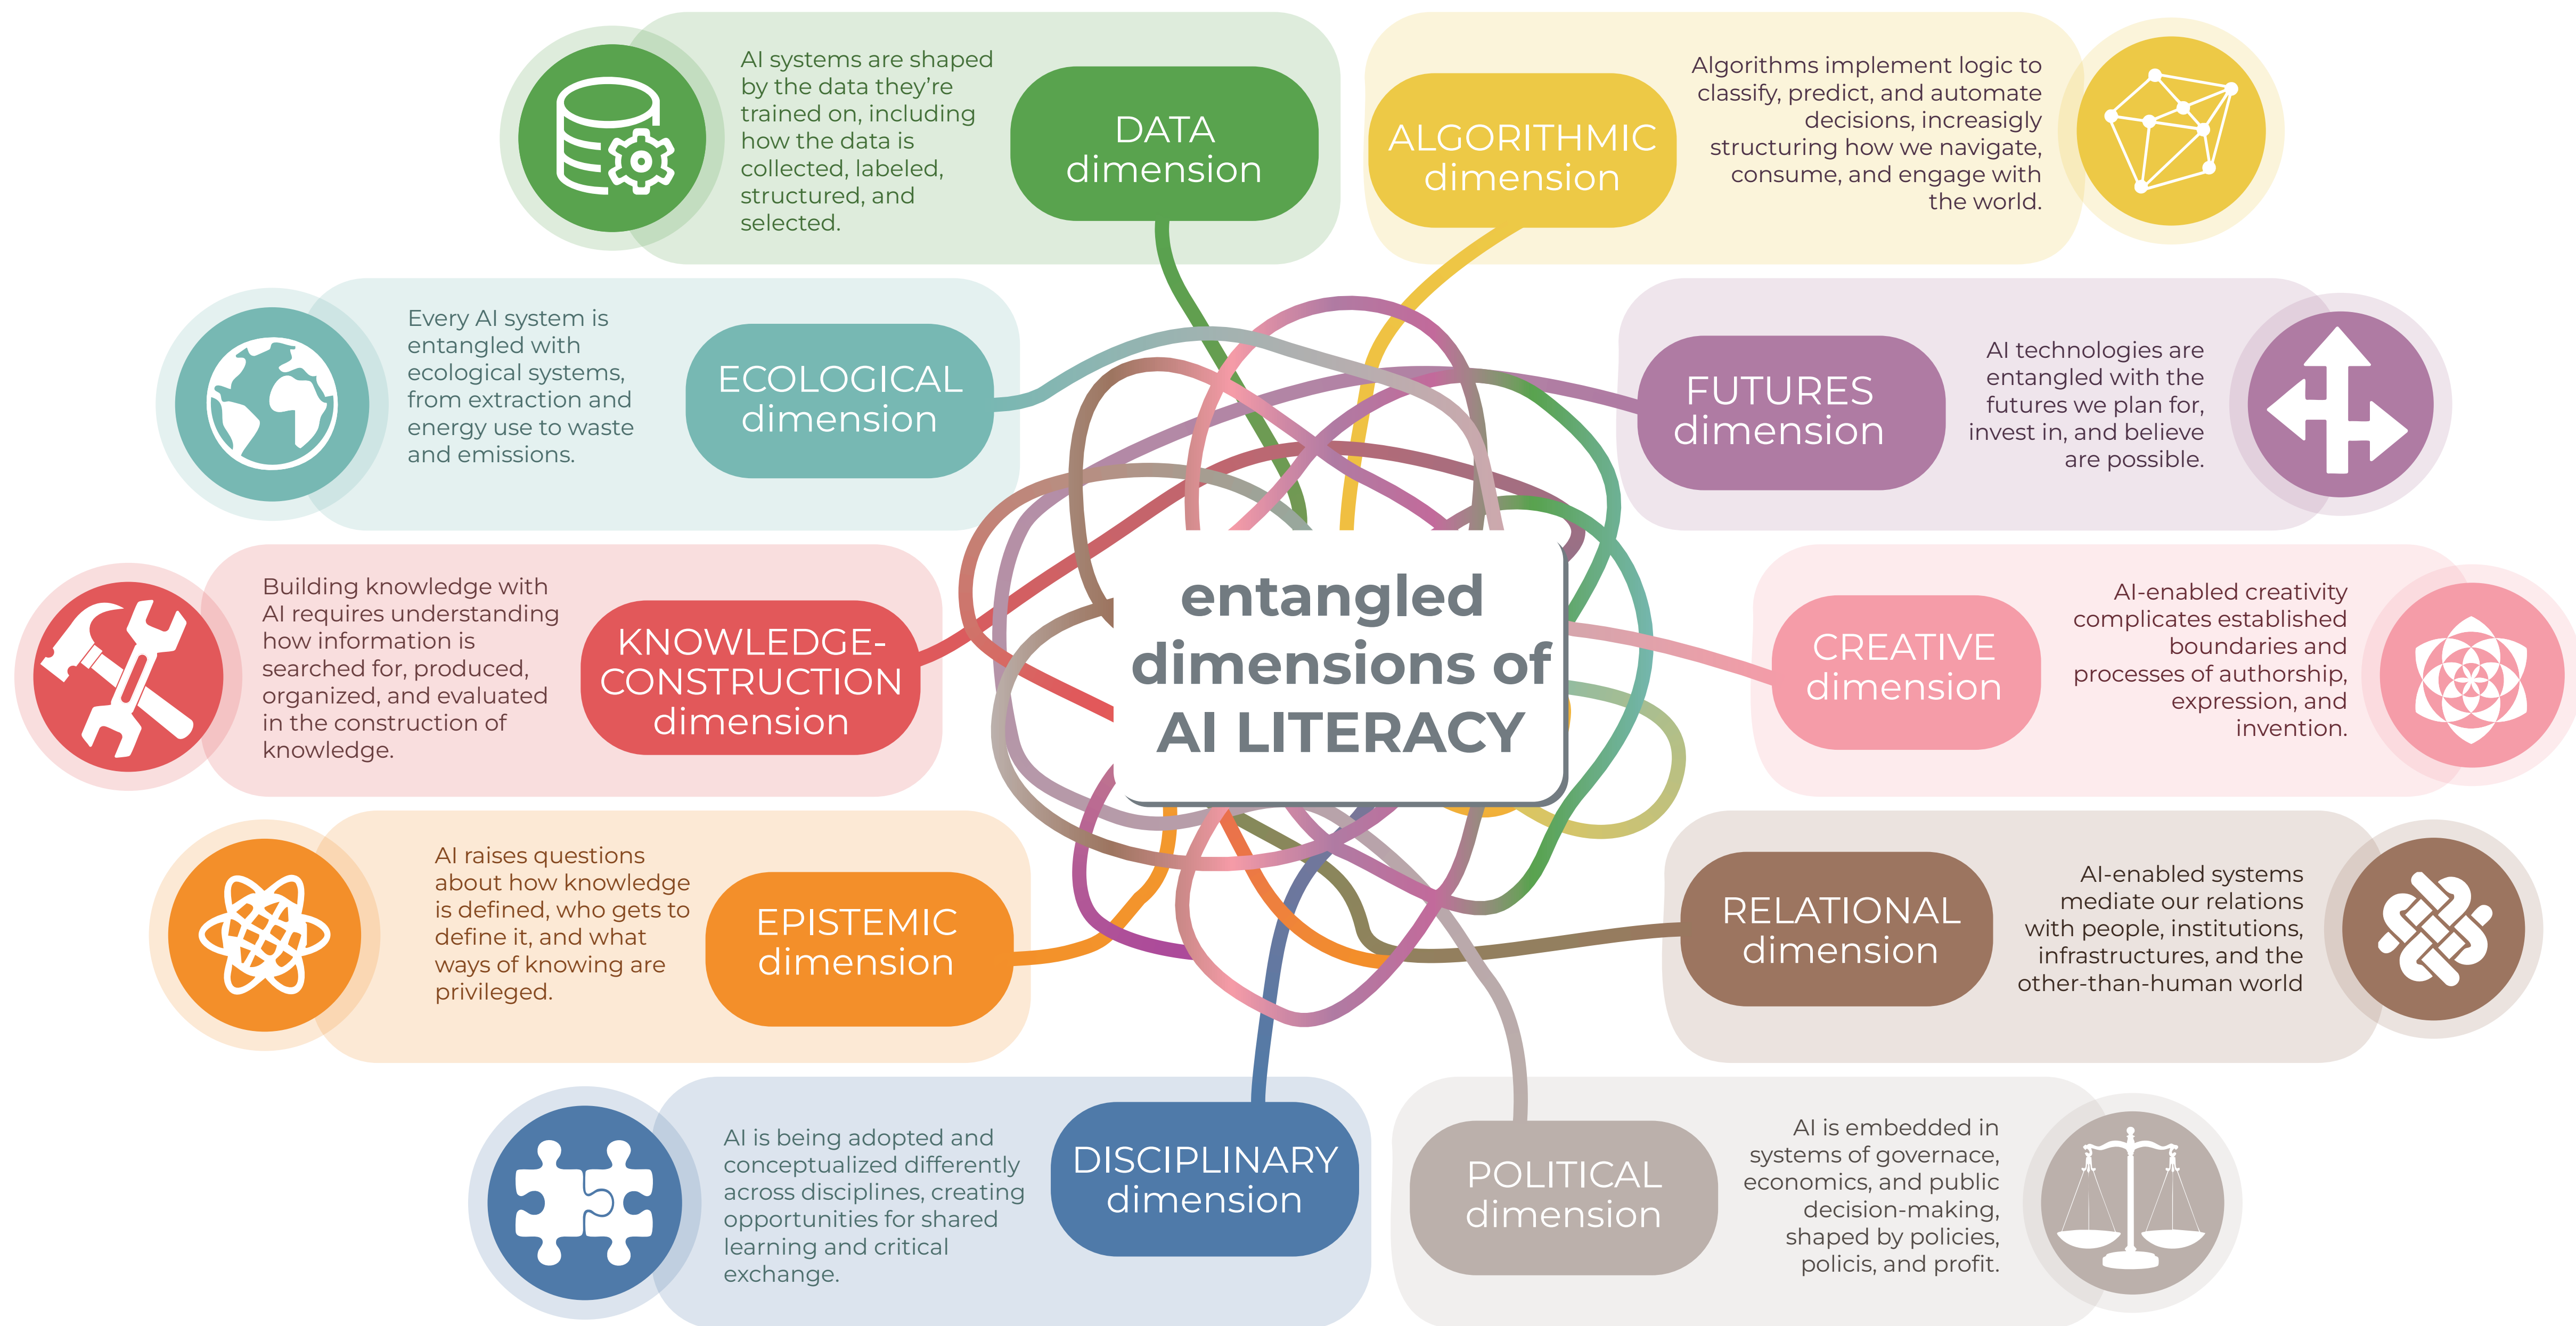 AI systems are shaped
by the data they're
trained on, including
how the data is
collected, labeled,
structured, and
selected.
DATA
dimension
ALGORITHMIC
dimension
Algorithms implement logic to
classify, predict, and automate
decisions, increasigly
structuring how we navigate,
consume, and engage with
the world.
Every AI system is
entangled with
ecological systems,
from extraction and
energy use to waste
and emissions.
ECOLOGICAL
dimension
FUTURES
dimension
AI technologies are
entangled with the
futures we plan for,
invest in, and believe
are possible.
Building knowledge with
AI requires understanding
how information is
searched for, produced,
organized, and evaluated
in the construction of
knowledge.
KNOWLEDGE-
CONSTRUCTION
dimension
entangled
dimensions of
AI LITERACY
CREATIVE
dimension
AI-enabled creativity
complicates established
boundaries and
processes of authorship,
expression, and
invention.
AI raises questions
about how knowledge
is defined, who gets to
define it, and what
ways of knowing are
privileged.
EPISTEMIC
dimension
RELATIONAL
dimension
AI-enabled systems
mediate our relations
with people, institutions,
infrastructures, and the
other-than-human world
AI is being adopted and
conceptualized differently
across disciplines, creating
opportunities for shared
learning and critical
exchange.
DISCIPLINARY
dimension
POLITICAL
dimension
AI is embedded in
systems of governace,
economics, and public
decision-making,
shaped by policies,
policis, and profit.